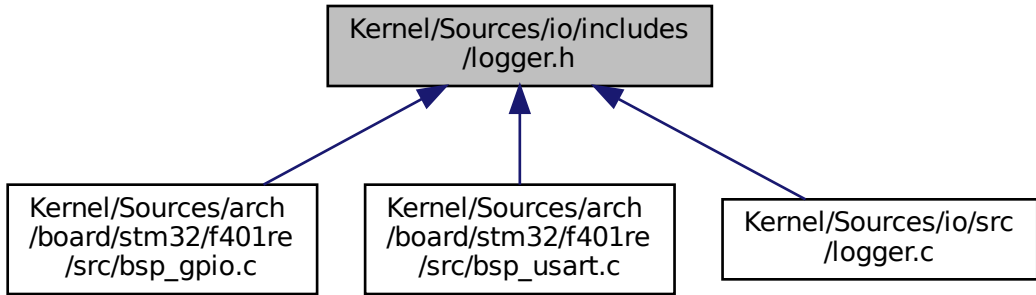 Kernel/Sources/io/includes
/logger.h
Kernel/Sources/arch
/board/stm32/f401re
/src/bsp_gpio.c
Kernel/Sources/arch
/board/stm32/f401re
/src/bsp_usart.c
Kernel/Sources/io/src
/logger.c